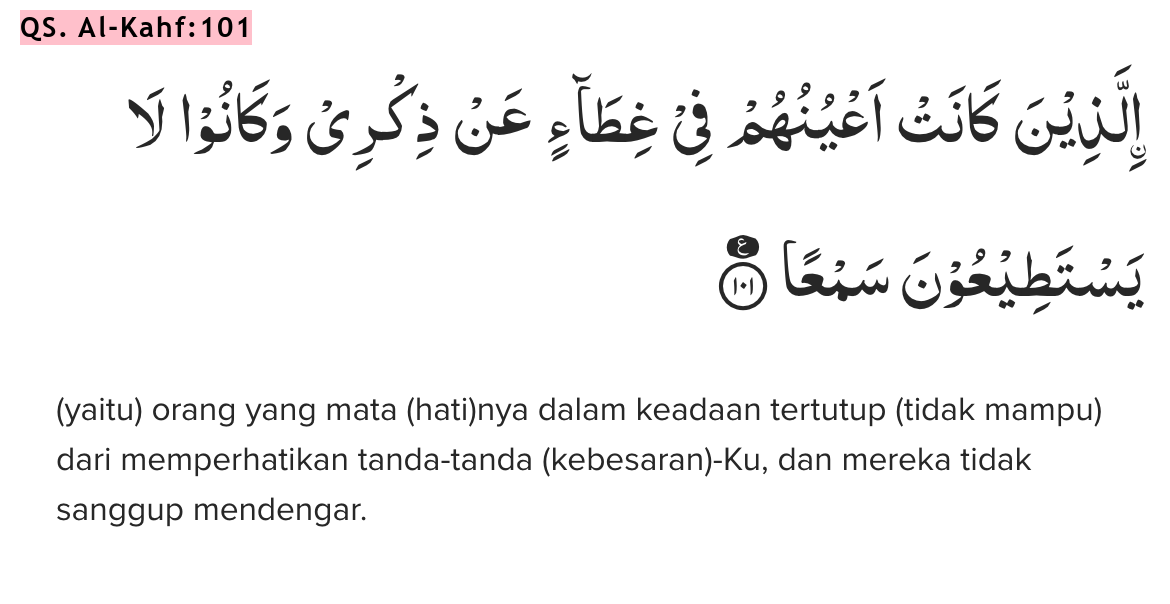 QS. Al-Kahf:101
ۨالَّذِيْنَ كَانَتْ اَعْيُنُهُمْ فِيْ غِطَاۤءٍ عَنْ ذِكْرِيْ وَكَانُوْا لَا
يَسْتَطِيْعُوْنَ سَمْعًا ࣖ ١٠١
(yaitu) orang yang mata (hati)nya dalam keadaan tertutup (tidak mampu)
dari memperhatikan tanda-tanda (kebesaran)-Ku, dan mereka tidak
sanggup mendengar.